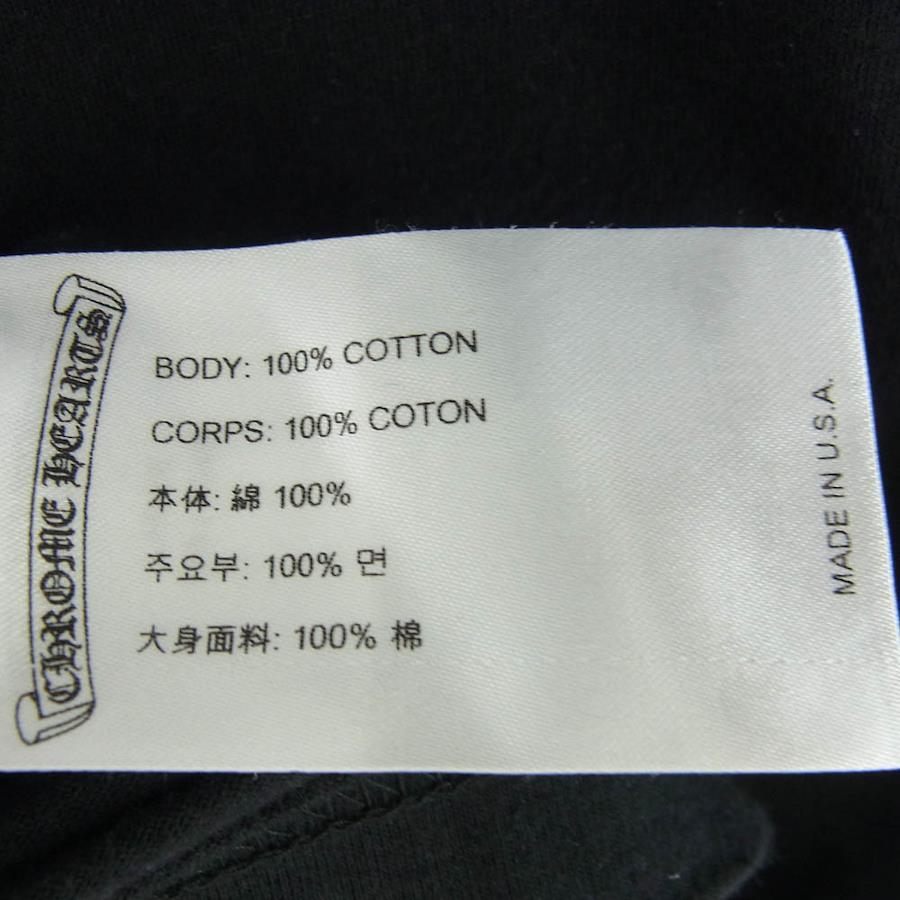 CHROME HEARTS
BODY: 100% COTTON
CORPS: 100% COTON
本体: 綿 100%
주요부: 100% 면
大身面料: 100% 棉
MADE IN U.S.A.